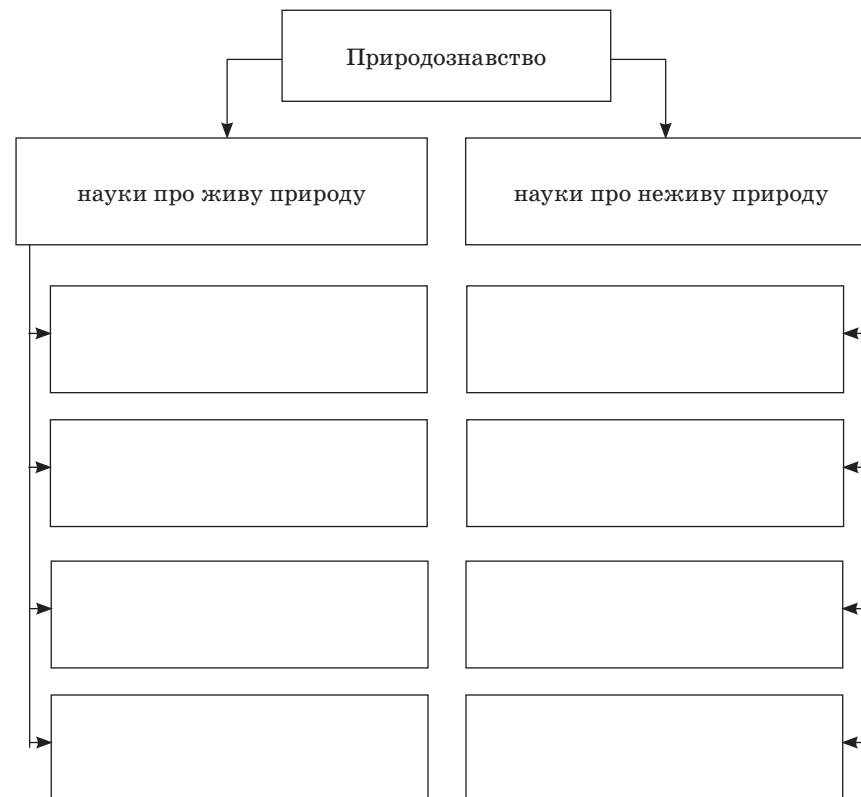 Природознавство
науки про живу природу
науки про неживу природу